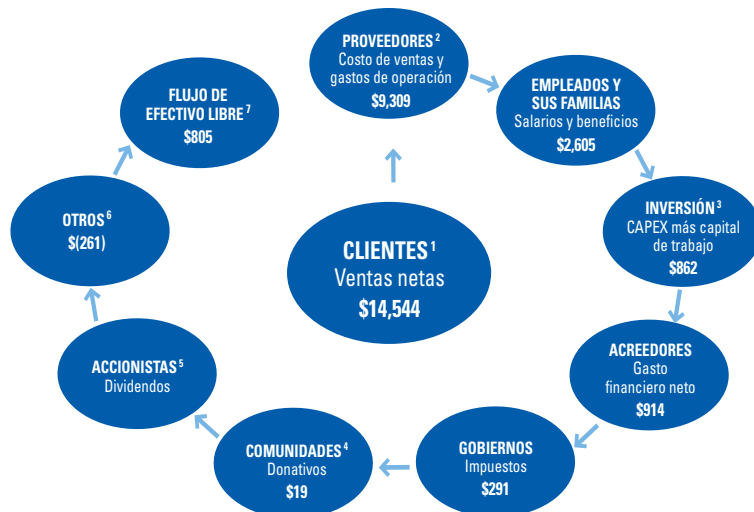 CLIENTES 1
Ventas netas
$14,544
PROVEEDORES 2
Costo de ventas y
gastos de operación
$9,309
EMPLEADOS Y
SUS FAMILIAS
Salarios y beneficios
$2,605
INVERSIÓN 3
CAPEX más capital
de trabajo
$862
ACREEDORES
Gasto
financiero neto
$914
GOBIERNOS
Impuestos
$291
COMUNIDADES 4
Donativos
$19
ACCIONISTAS 5
Dividendos
OTROS 6
$(261)
FLUJO DE
EFECTIVO LIBRE 7
$805